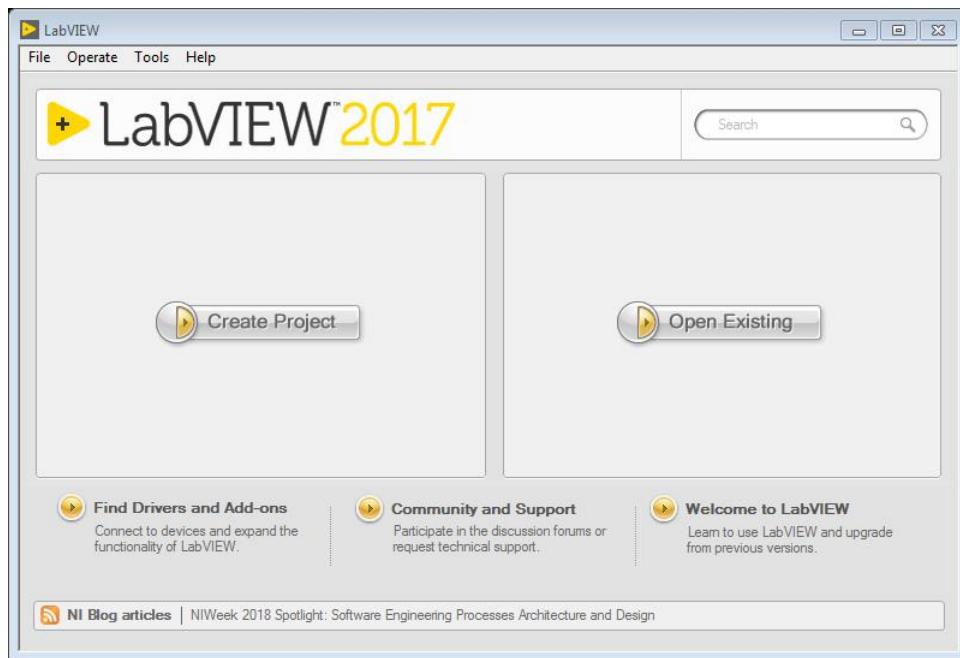 LabVIEW
File Operate Tools Help
LabVIEW™ 2017
Search
Create Project
Open Existing
Find Drivers and Add-ons
Connect to devices and expand the
functionality of LabVIEW.
Community and Support
Participate in the discussion forums or
request technical support.
Welcome to LabVIEW
Learn to use LabVIEW and upgrade
from previous versions.
NI Blog articles | NIWeek 2018 Spotlight: Software Engineering Processes Architecture and Design